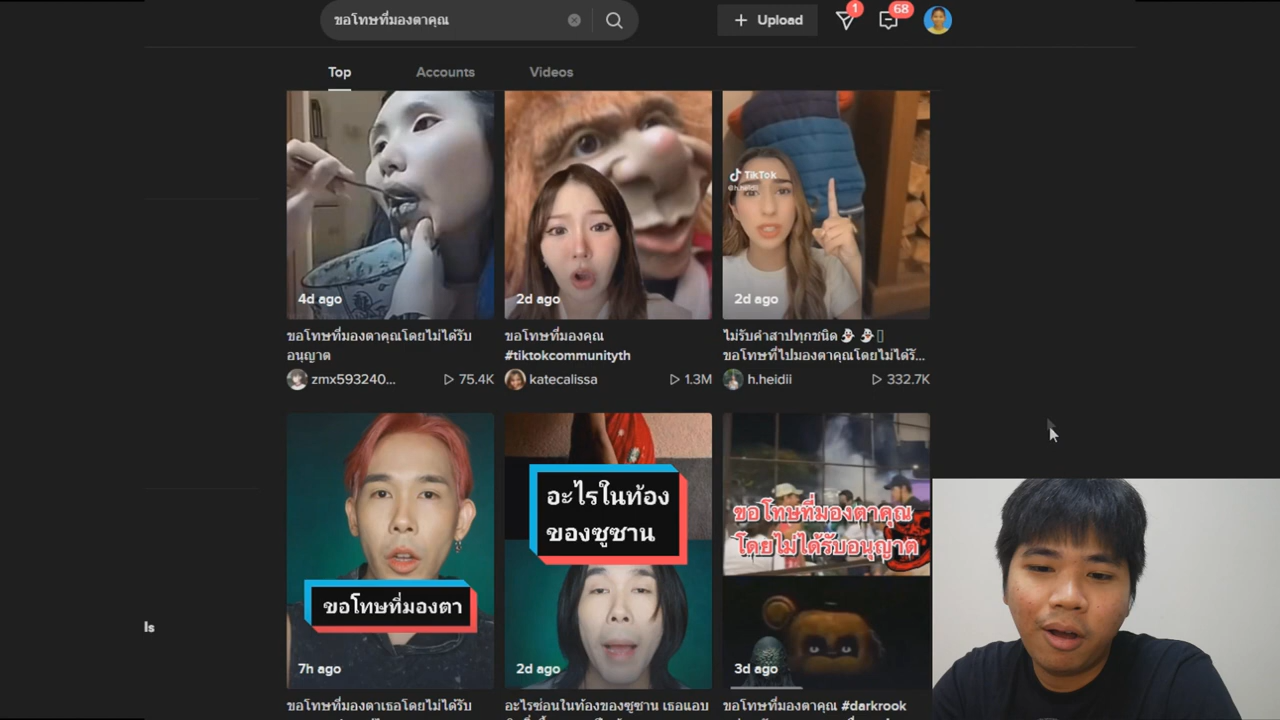 ขอโทษที่มองตาคุณ
Upload
1
68
Top
Accounts
Videos
TikTok
@h.heidii
4d ago
2d ago
2d ago
ขอโทษที่มองตาคุณโดยไม่ได้รับ
อนุญาต
ขอโทษที่มองคุณ
#tiktokcommunityth
ไม่รับคำสาปทุกชนิด
ขอโทษที่ไปมองตาคุณโดยไม่ได้รั...
zmx593240...
75.4K
katecalissa
1.3M
h.heidii
332.7K
ขอโทษที่มองตา
7h ago
อะไรในท้อง
ของซูซาน
2d ago
ขอโทษที่มองตาคุณ
โดยไม่ได้รับอนุญาต
3d ago
ls
ขอโทษที่มองตาเธอโดยไม่ได้รับ
อะไรซ่อนในท้องของซูซาน เธอแอบ
ขอโทษที่มองตาคุณ #darkrook